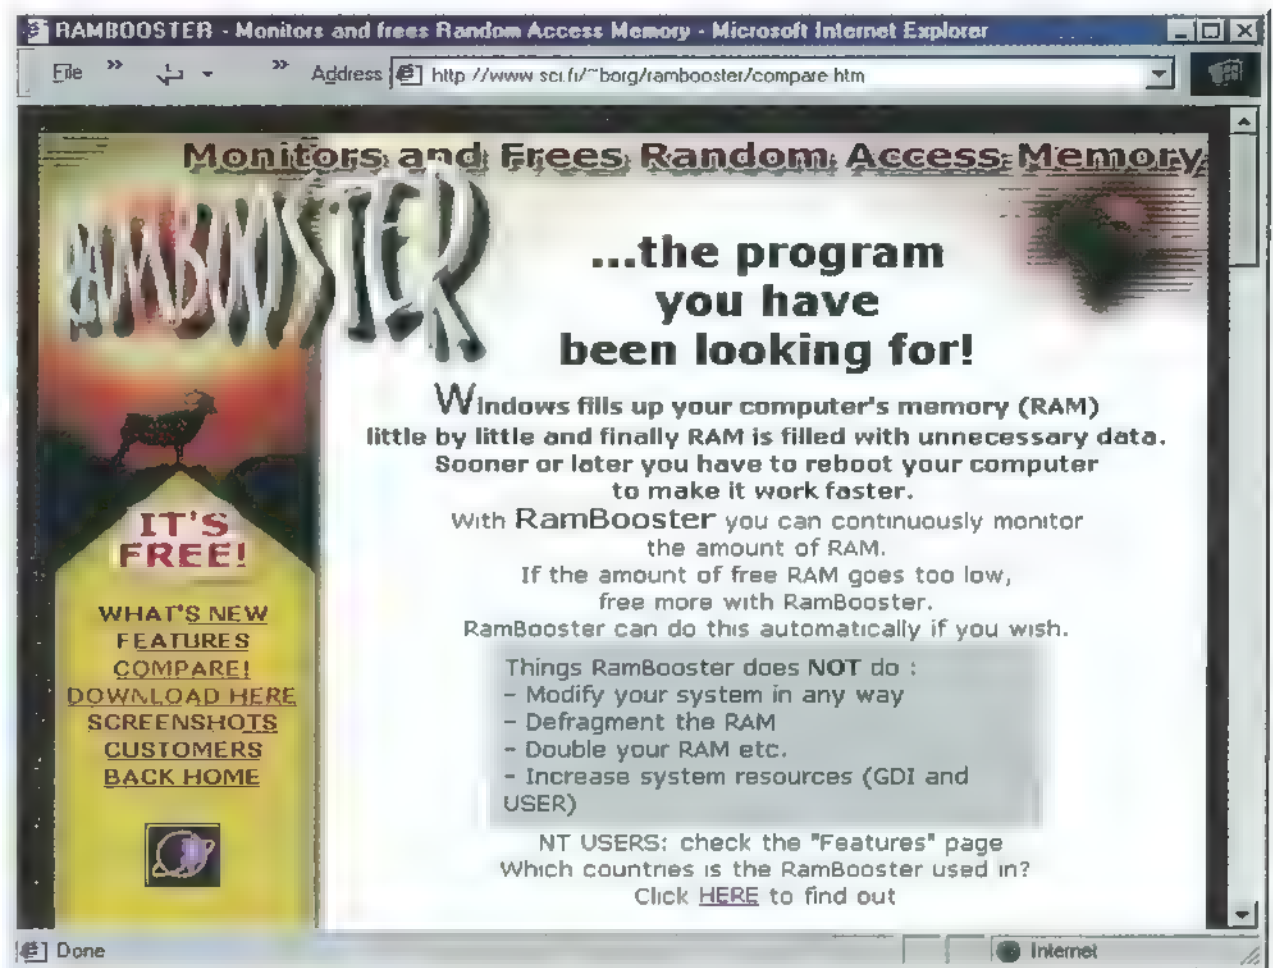 RAMBOOSTER - Monitors and frees Random Access Memory - Microsoft Internet Explorer
File » » Address http //www sci.fi/~borg/rambooster/compare htm
Monitors and Frees Random Access Memory
RAMBOOSTER
...the program
you have
been looking for!
Windows fills up your computer's memory (RAM)
little by little and finally RAM is filled with unnecessary data.
Sooner or later you have to reboot your computer
to make it work faster.
With RamBooster you can continuously monitor
the amount of RAM.
If the amount of free RAM goes too low,
free more with RamBooster.
RamBooster can do this automatically if you wish.
Things RamBooster does NOT do :
- Modify your system in any way
- Defragment the RAM
- Double your RAM etc.
- Increase system resources (GDI and
USER)
NT USERS: check the "Features" page
Which countries is the RamBooster used in?
Click HERE to find out
IT'S
FREE!
WHAT'S NEW
FEATURES
COMPARE!
DOWNLOAD HERE
SCREENSHOTS
CUSTOMERS
BACK HOME
Done
Internet